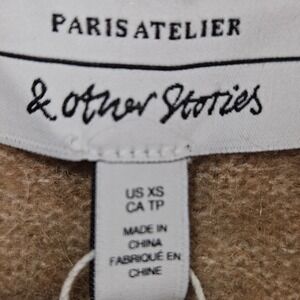 PARIS ATELIER
& other Stories
US XS
CA TP
MADE IN
CHINA
FABRIQUÉ EN
CHINE